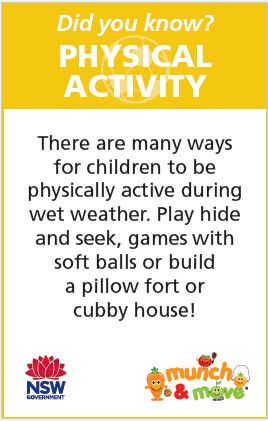 Did you know?
PHYSICAL
ACTIVITY
There are many ways
for children to be
physically active during
wet weather. Play hide
and seek, games with
soft balls or build
a pillow fort or
cubby house!
NSW
GOVERNMENT
munch
& move